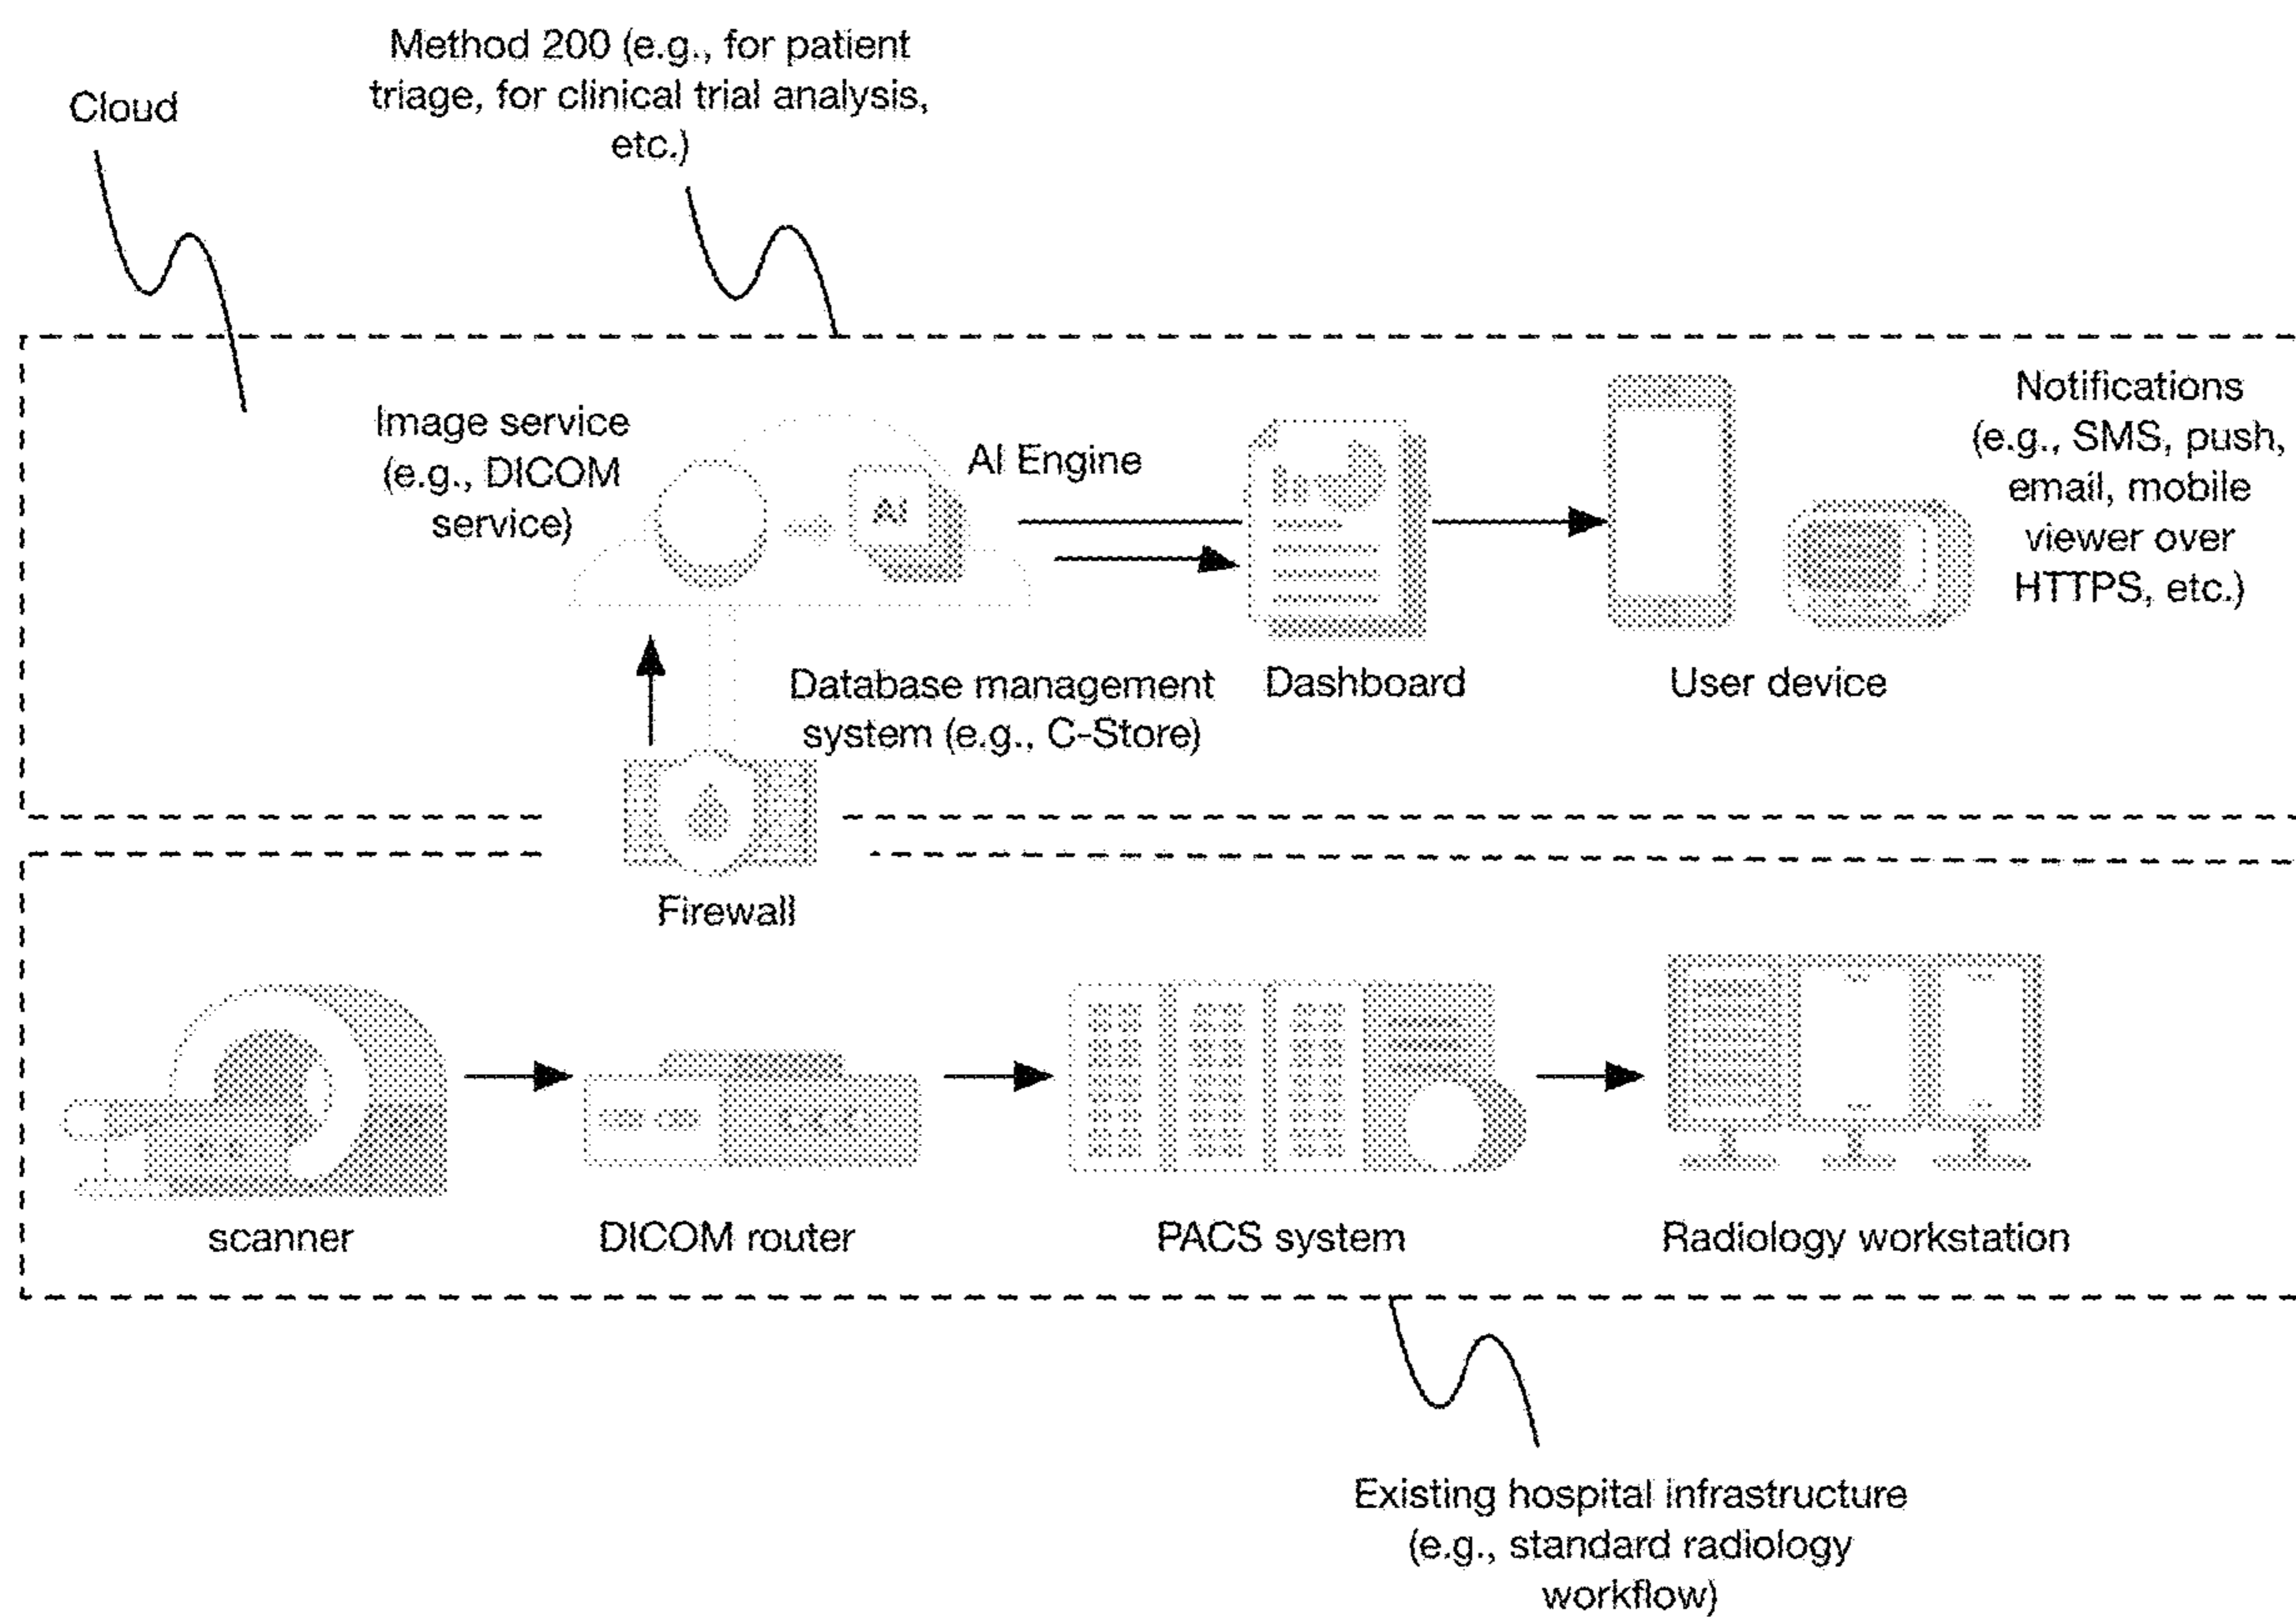 Cloud
Method 200 (e.g., for patient
triage, for clinical trial analysis,
etc.)
Image service
(e.g., DICOM
service)
AI
AI Engine
Notifications
(e.g., SMS, push,
email, mobile
viewer over
HTTPS, etc.)
Database management
system (e.g., C-Store)
Dashboard
User device
Firewall
scanner
DICOM router
PACS system
Radiology workstation
Existing hospital infrastructure
(e.g., standard radiology
workflow)